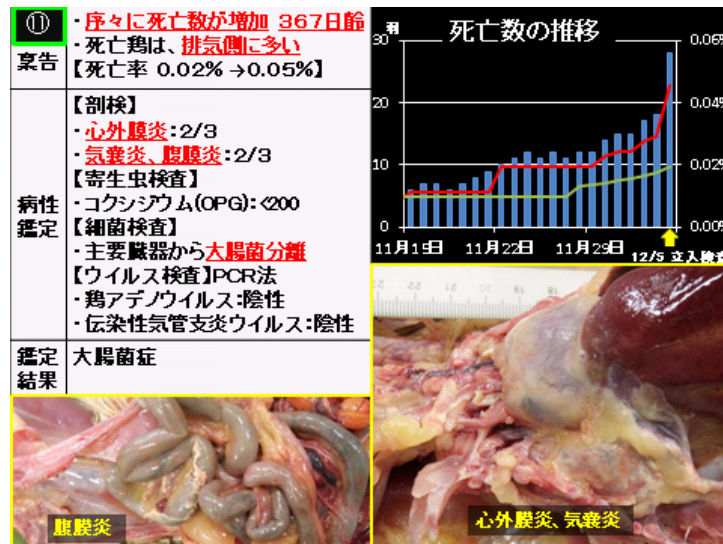 ①
稟告
・序々に死亡数が増加 367日齢
・死亡鶏は、排気側に多い
【死亡率 0.02% →0.05%】
病性
鑑定
【剖検】
・心外膜炎:2/3
・気嚢炎、腹膜炎:2/3
【寄生虫検査】
・コクシジウム(OPG):<200
【細菌検査】
・主要臓器から大腸菌分離
【ウイルス検査】PCR法
・鶏アデノウイルス:陰性
・伝染性気管支炎ウイルス:陰性
鑑定
結果
大腸菌症
死亡数の推移
羽
30
20
10
0
0.06%
0.04%
0.02%
0.00%
11月15日
11月22日
11月29日
12/5 立入検査
腹膜炎
心外膜炎、気嚢炎